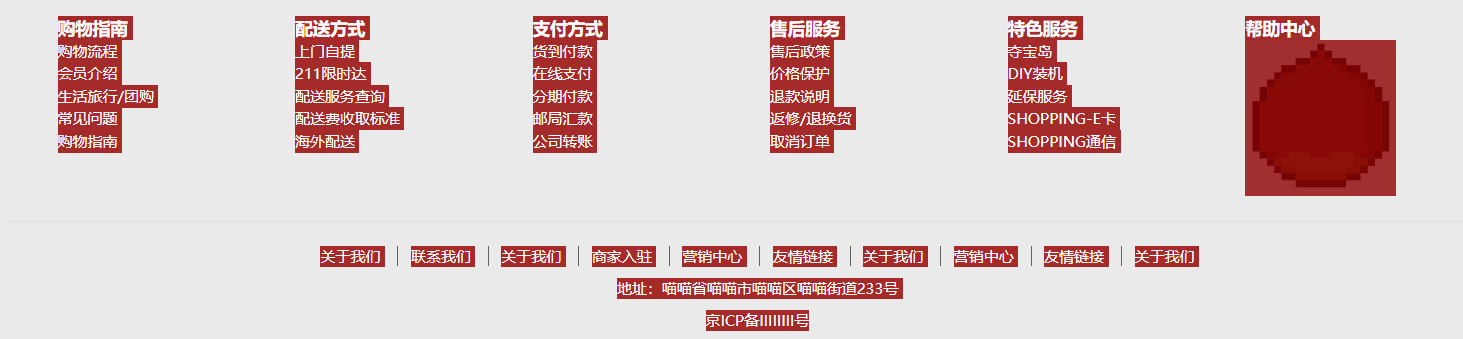 购物指南
购物流程
会员介绍
生活旅行/团购
常见问题
购物指南
配送方式
上门自提
211限时达
配送服务查询
配送费收取标准
海外配送
支付方式
货到付款
在线支付
分期付款
邮局汇款
公司转账
售后服务
售后政策
价格保护
退款说明
返修/退换货
取消订单
特色服务
夺宝岛
DIY装机
延保服务
SHOPPING-E卡
SHOPPING通信
帮助中心
关于我们 联系我们 关于我们 商家入驻 营销中心 友情链接 关于我们 营销中心 友情链接 关于我们
地址：喵喵省喵喵市喵喵区喵喵街道233号
京ICP备IIIIIIII号